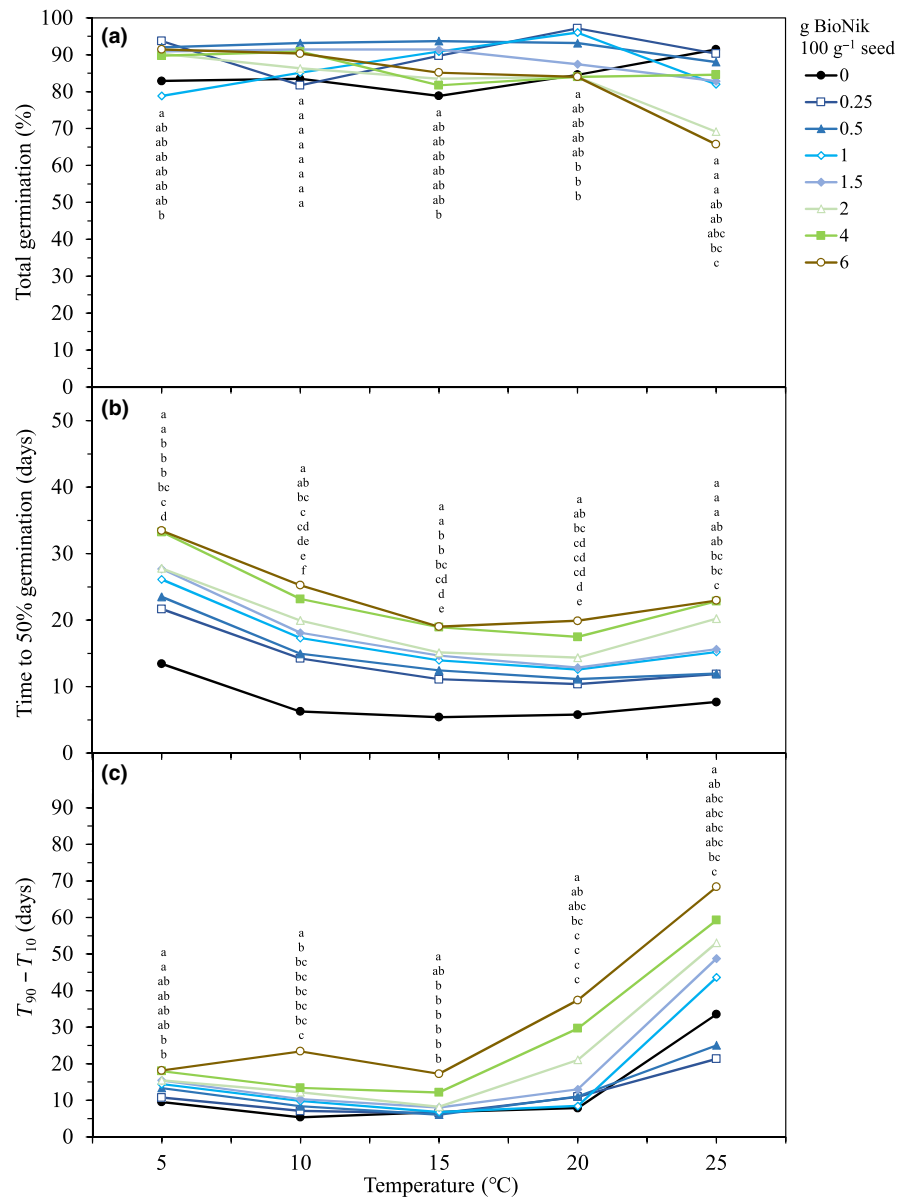 (a)
Total germination (%)
100
90
80
70
60
50
40
30
20
10
0
a
ab
ab
ab
ab
ab
ab
b
a
a
a
a
a
a
a
a
a
ab
ab
ab
ab
ab
ab
b
a
ab
ab
ab
ab
b
b
b
a
a
a
ab
ab
abc
bc
c
g BioNik
100 g⁻¹ seed
0
0.25
0.5
1
1.5
2
4
6
(b)
Time to 50% germination (days)
50
40
30
20
10
0
a
a
b
b
b
bc
c
d
a
ab
bc
c
cd
de
e
f
a
a
b
b
bc
cd
d
e
a
ab
bc
cd
cd
cd
d
e
a
a
a
ab
ab
bc
bc
c
(c)
T₉₀ − T₁₀ (days)
90
80
70
60
50
40
30
20
10
0
a
a
ab
ab
ab
ab
b
b
a
b
bc
bc
bc
bc
bc
c
a
ab
b
b
b
b
b
b
a
ab
abc
bc
c
c
c
c
a
ab
abc
abc
abc
abc
bc
c
5
10
15
20
25
Temperature (°C)